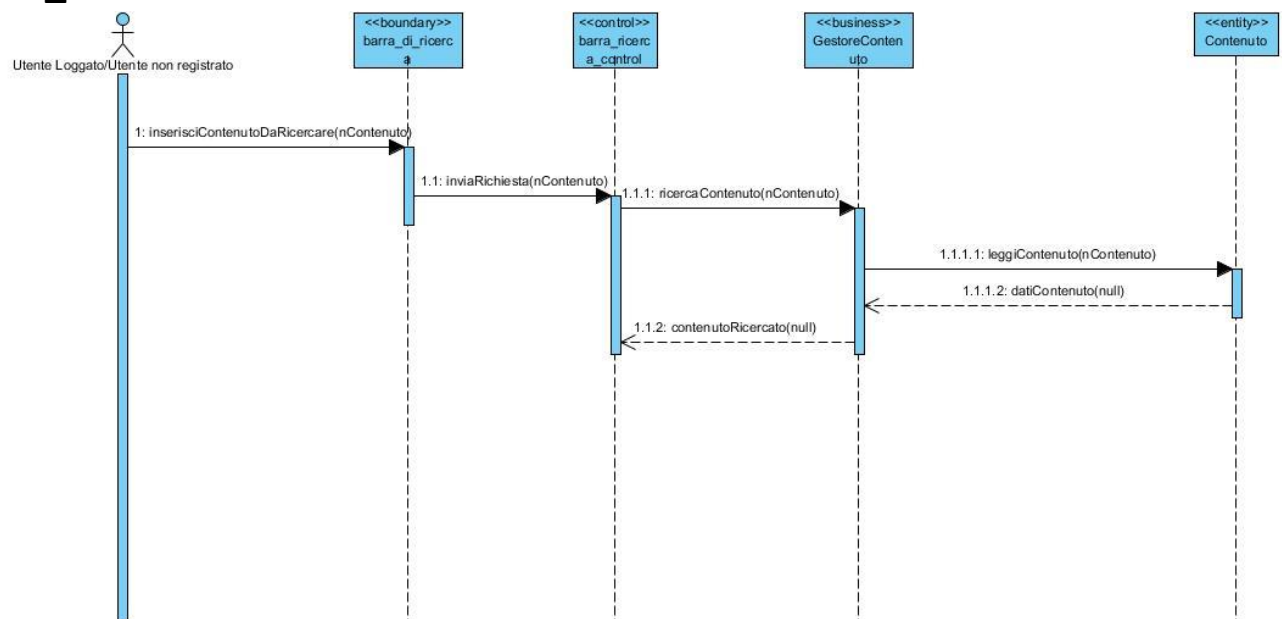 <<boundary>>
barra_di_ricerc
a
<<control>>
barra_ricerc
a_control
<<business>>
GestoreConten
uto
<<entity>>
Contenuto
Utente Loggato/Utente non registrato
1: inserisciContenutoDaRicercare(nContenuto)
1.1: inviaRichiesta(nContenuto)
1.1.1: ricercaContenuto(nContenuto)
1.1.1.1: leggiContenuto(nContenuto)
1.1.1.2: datiContenuto(null)
1.1.2: contenutoRicercato(null)